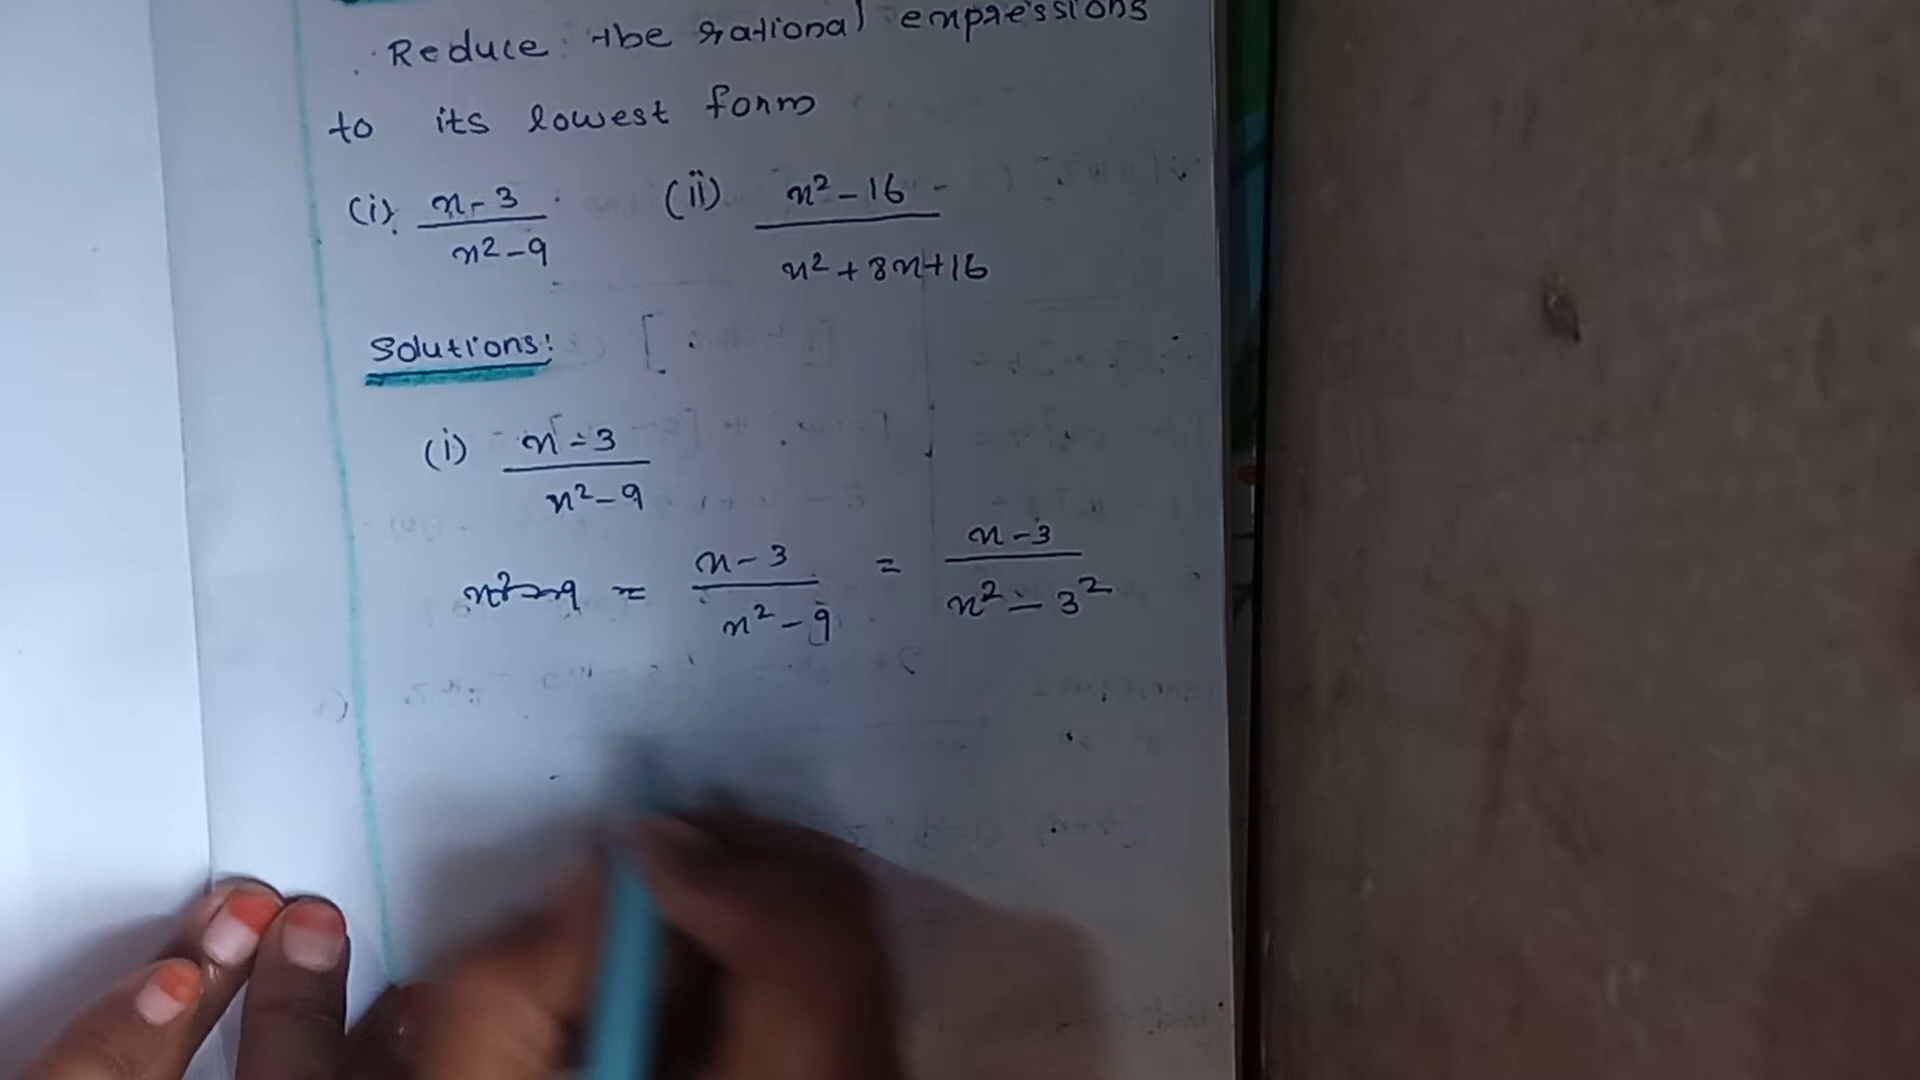 Reduce the rational expressions
to its lowest form
(i) x-3/x²-9 (ii) x²-16/x²+8x+16
Solutions:
(i) x-3/x²-9
= x-3/x²-9 = x-3/x²-3²